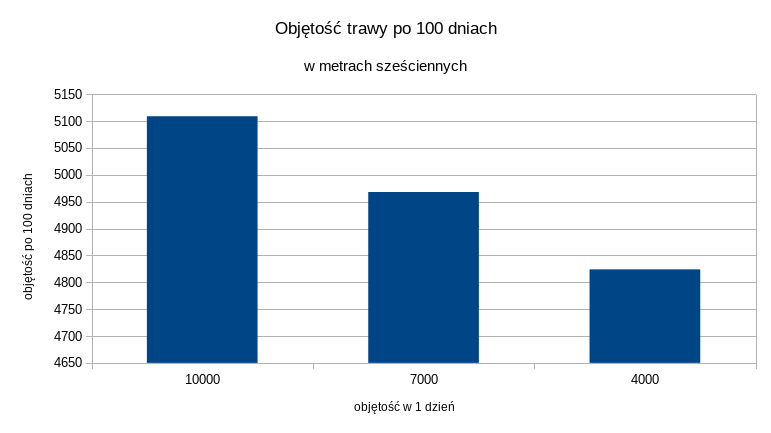 Objętość trawy po 100 dniach
w metrach sześciennych
5150
5100
5050
5000
4950
4900
4850
4800
4750
4700
4650
objętość po 100 dniach
10000 7000 4000
objętość w 1 dzień